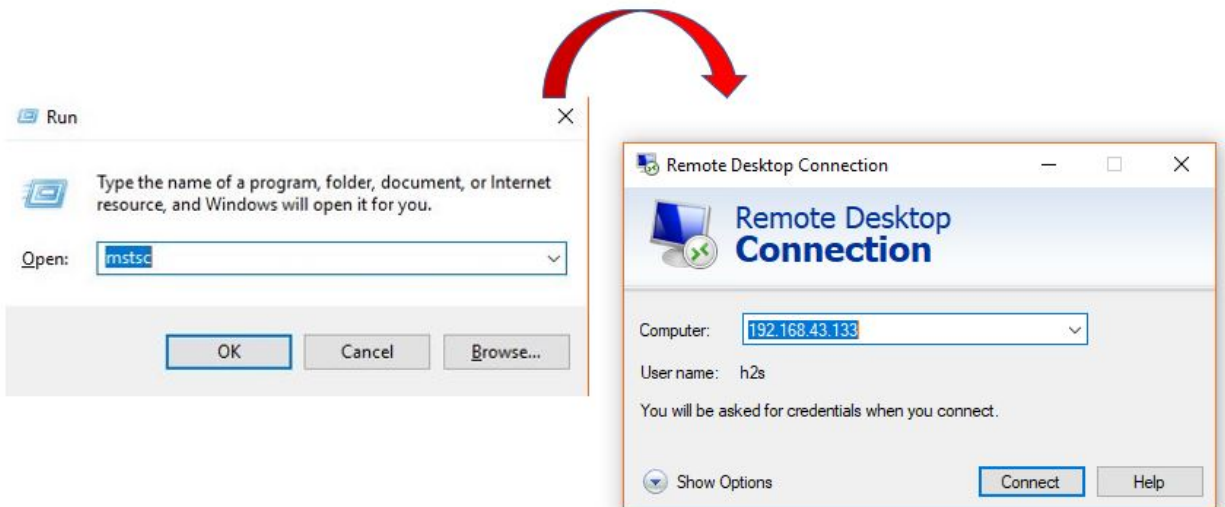 Run
Type the name of a program, folder, document, or Internet
resource, and Windows will open it for you.
Open: mstsc
OK Cancel Browse...
Remote Desktop Connection
Remote Desktop
Connection
Computer: 192.168.43.133
User name: h2s
You will be asked for credentials when you connect.
Show Options Connect Help